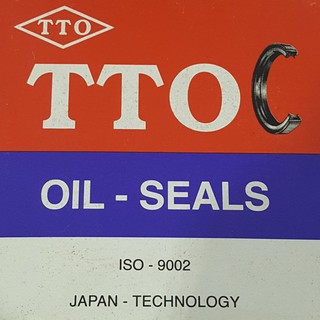 TTO
TTO
OIL - SEALS
ISO - 9002
JAPAN - TECHNOLOGY